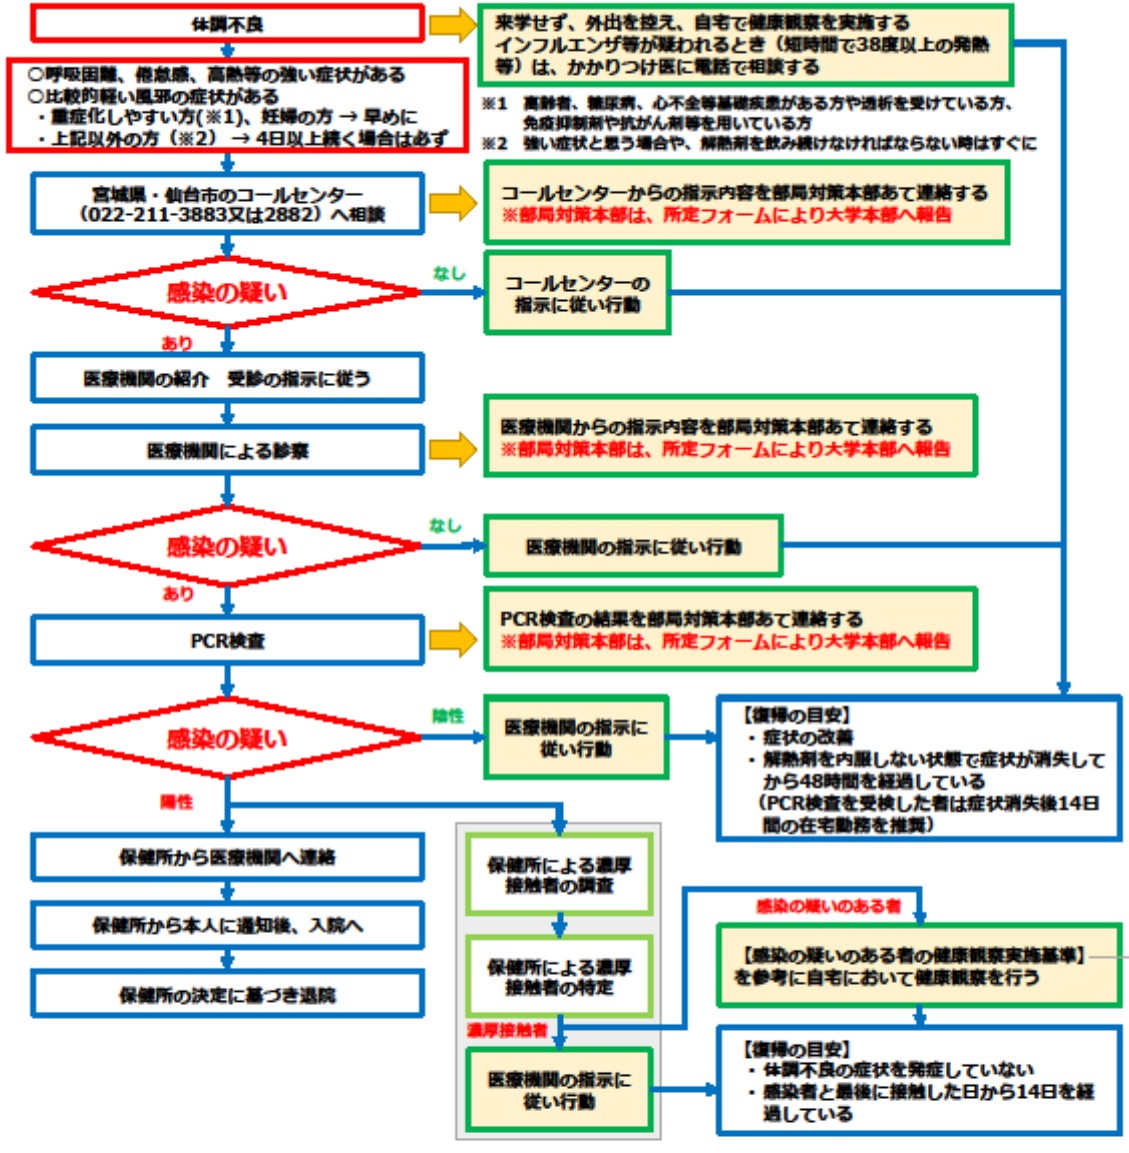 体調不良
来学せず、外出を控え、自宅で健康観察を実施する
インフルエンザ等が疑われるとき（短時間で38度以上の発熱
等）は、かかりつけ医に電話で相談する
○呼吸困難、倦怠感、高熱等の強い症状がある
○比較的軽い風邪の症状がある
・重症化しやすい方(※1)、妊婦の方 → 早めに
・上記以外の方（※2） → 4日以上続く場合は必ず
※1 高齢者、糖尿病、心不全等基礎疾患がある方や透析を受けている方、
免疫抑制剤や抗がん剤等を用いている方
※2 強い症状と思う場合や、解熱剤を飲み続けなければならない時はすぐに
宮城県・仙台市のコールセンター
（022-211-3883又は2882）へ相談
コールセンターからの指示内容を部局対策本部あて連絡する
※部局対策本部は、所定フォームにより大学本部へ報告
感染の疑い
なし
コールセンターの
指示に従い行動
あり
医療機関の紹介 受診の指示に従う
医療機関による診察
医療機関からの指示内容を部局対策本部あて連絡する
※部局対策本部は、所定フォームにより大学本部へ報告
感染の疑い
なし
医療機関の指示に従い行動
あり
PCR検査
PCR検査の結果を部局対策本部あて連絡する
※部局対策本部は、所定フォームにより大学本部へ報告
感染の疑い
陰性
医療機関の指示に
従い行動
【復帰の目安】
・症状の改善
・解熱剤を内服しない状態で症状が消失して
から48時間を経過している
（PCR検査を受検した者は症状消失後14日
間の在宅勤務を推奨）
陽性
保健所から医療機関へ連絡
保健所から本人に通知後、入院へ
保健所の決定に基づき退院
保健所による濃厚
接触者の調査
保健所による濃厚
接触者の特定
濃厚接触者
医療機関の指示に
従い行動
感染の疑いのある者
【感染の疑いのある者の健康観察実施基準】
を参考に自宅において健康観察を行う
【復帰の目安】
・体調不良の症状を発症していない
・感染者と最後に接触した日から14日を経
過している